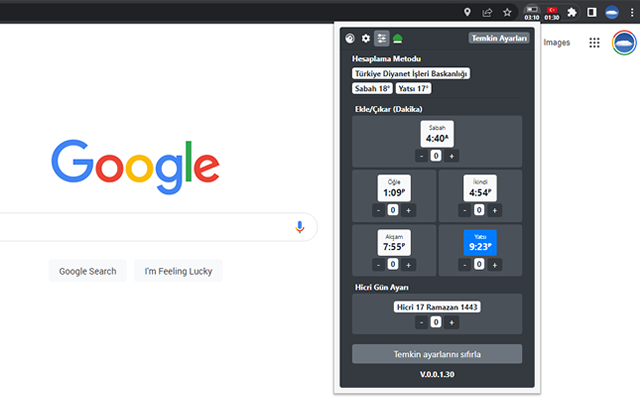 03:10
01:30
Temkin Ayarları
Images
Hesaplama Metodu
Türkiye Diyanet İşleri Baskanlığı
Sabah 18° Yatsı 17°
Ekle/Çıkar (Dakika)
Sabah
4:40A
- 0 +
Öğle
1:09P
- 0 +
İkindi
4:54P
- 0 +
Akşam
7:55P
- 0 +
Yatsı
9:23P
- 0 +
Hicri Gün Ayarı
Hicri 17 Ramazan 1443
- 0 +
Temkin ayarlarını sıfırla
V.0.0.1.30
Google
Google Search
I'm Feeling Lucky